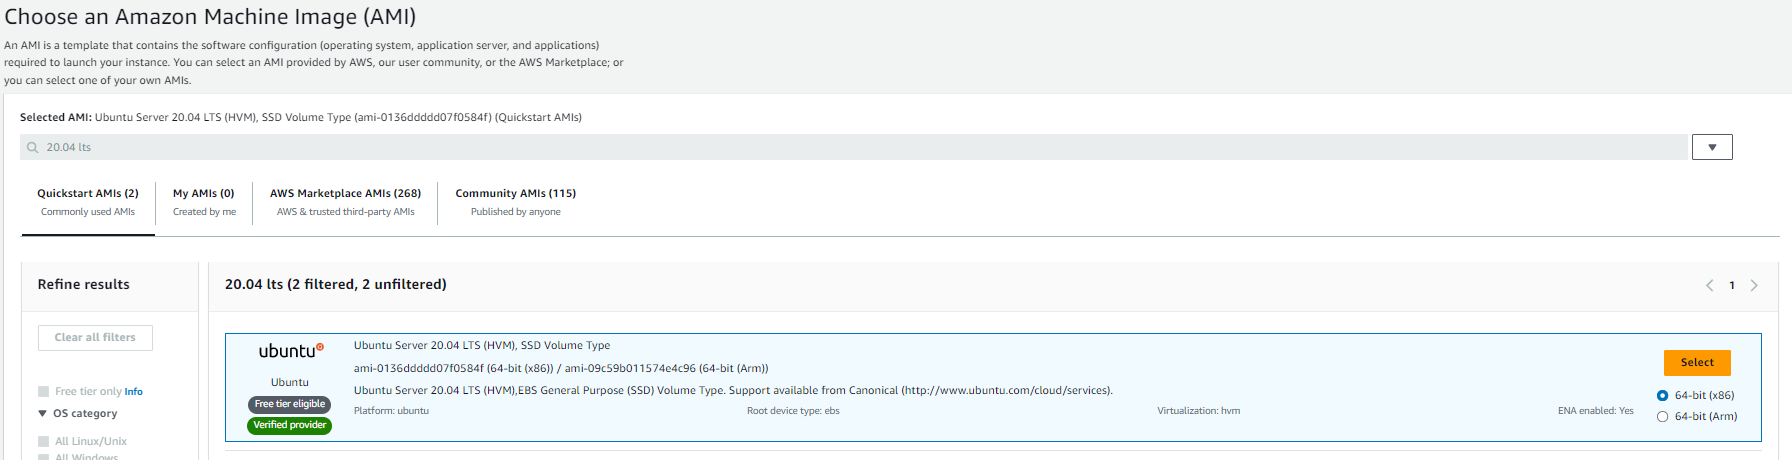 Choose an Amazon Machine Image (AMI)
An AMI is a template that contains the software configuration (operating system, application server, and applications)
required to launch your instance. You can select an AMI provided by AWS, our user community, or the AWS Marketplace; or
you can select one of your own AMIs.
Selected AMI: Ubuntu Server 20.04 LTS (HVM), SSD Volume Type (ami-0136ddddd07f0584f) (Quickstart AMIs)
20.04 lts
Quickstart AMIs (2)
Commonly used AMIs
My AMIs (0)
Created by me
AWS Marketplace AMIs (268)
AWS & trusted third-party AMIs
Community AMIs (115)
Published by anyone
Refine results
Clear all filters
Free tier only Info
OS category
All Linux/Unix
All Windows
20.04 lts (2 filtered, 2 unfiltered)
1
ubuntu
Ubuntu
Free tier eligible
Verified provider
Ubuntu Server 20.04 LTS (HVM), SSD Volume Type
ami-0136ddddd07f0584f (64-bit (x86)) / ami-09c59b011574e4c96 (64-bit (Arm))
Ubuntu Server 20.04 LTS (HVM),EBS General Purpose (SSD) Volume Type. Support available from Canonical (http://www.ubuntu.com/cloud/services).
Platform: ubuntu
Root device type: ebs
Virtualization: hvm
ENA enabled: Yes
Select
64-bit (x86)
64-bit (Arm)